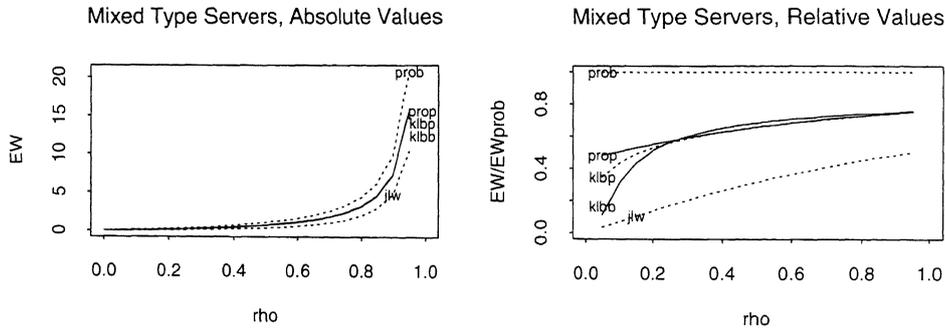 Mixed Type Servers, Absolute Values
EW
20
15
10
5
0
prob
prop
klbp
klbb
jlw
0.0 0.2 0.4 0.6 0.8 1.0
rho
Mixed Type Servers, Relative Values
EW/EWprob
0.8
0.4
0.0
prob
prop
klbp
klbb
jlw
0.0 0.2 0.4 0.6 0.8 1.0
rho